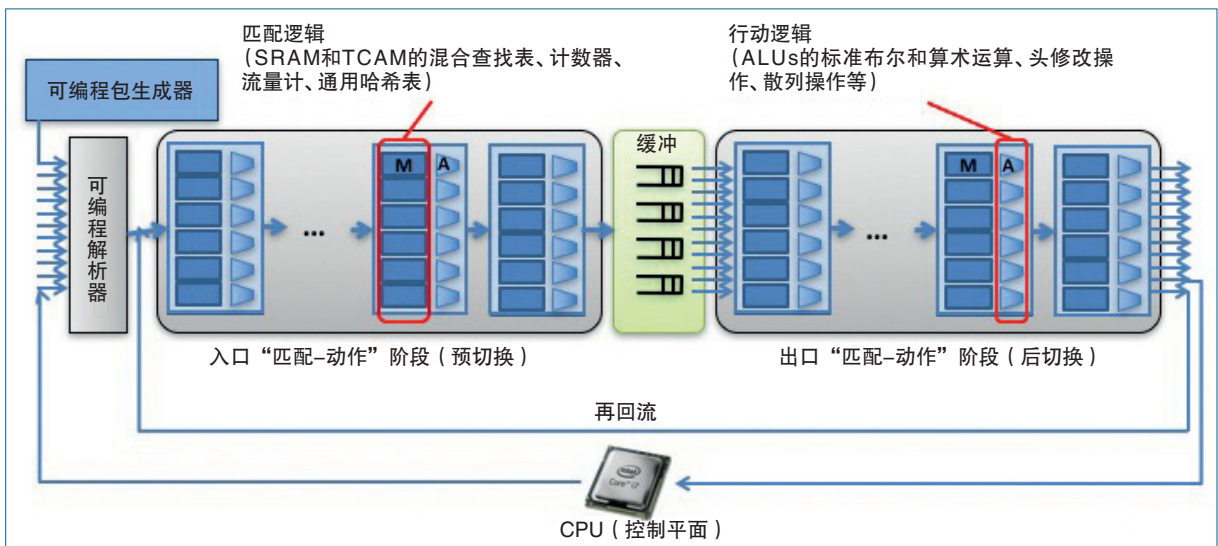 匹配逻辑
(SRAM和TCAM的混合查找表、计数器、
流量计、通用哈希表)
行动逻辑
(ALUs的标准布尔和算术运算、头修改操
作、散列操作等)
可编程包生成器
可编程解析器
M
A
...
缓冲
...
M
A
入口“匹配–动作”阶段(预切换)
出口“匹配–动作”阶段(后切换)
再回流
intel
Core™ i7
CPU(控制平面)